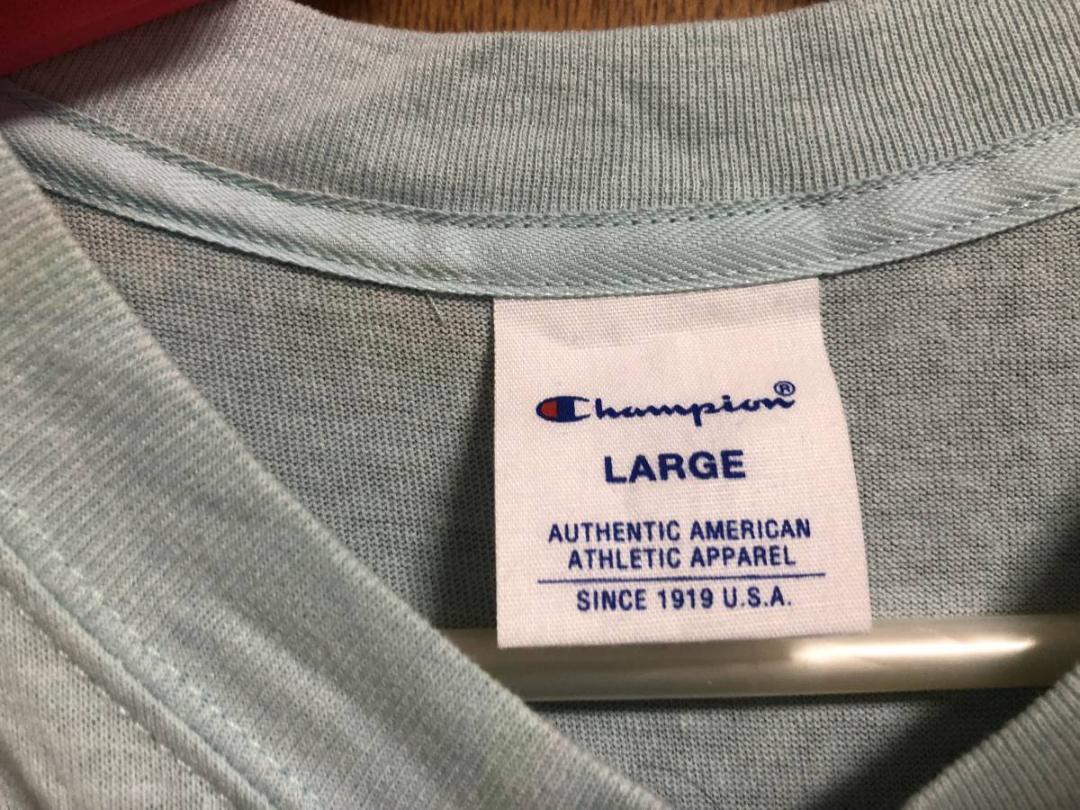 Champion®
LARGE
AUTHENTIC AMERICAN
ATHLETIC APPAREL
SINCE 1919 U.S.A.